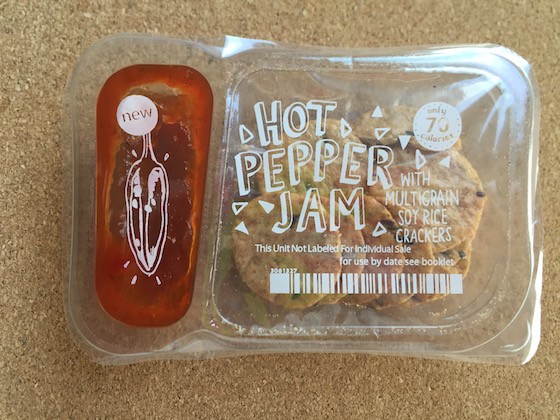 new
only
70
calories
HOT
PEPPER
JAM
WITH
MULTIGRAIN
SOY RICE
CRACKERS
This Unit Not Labeled For Individual Sale
for use by date see booklet